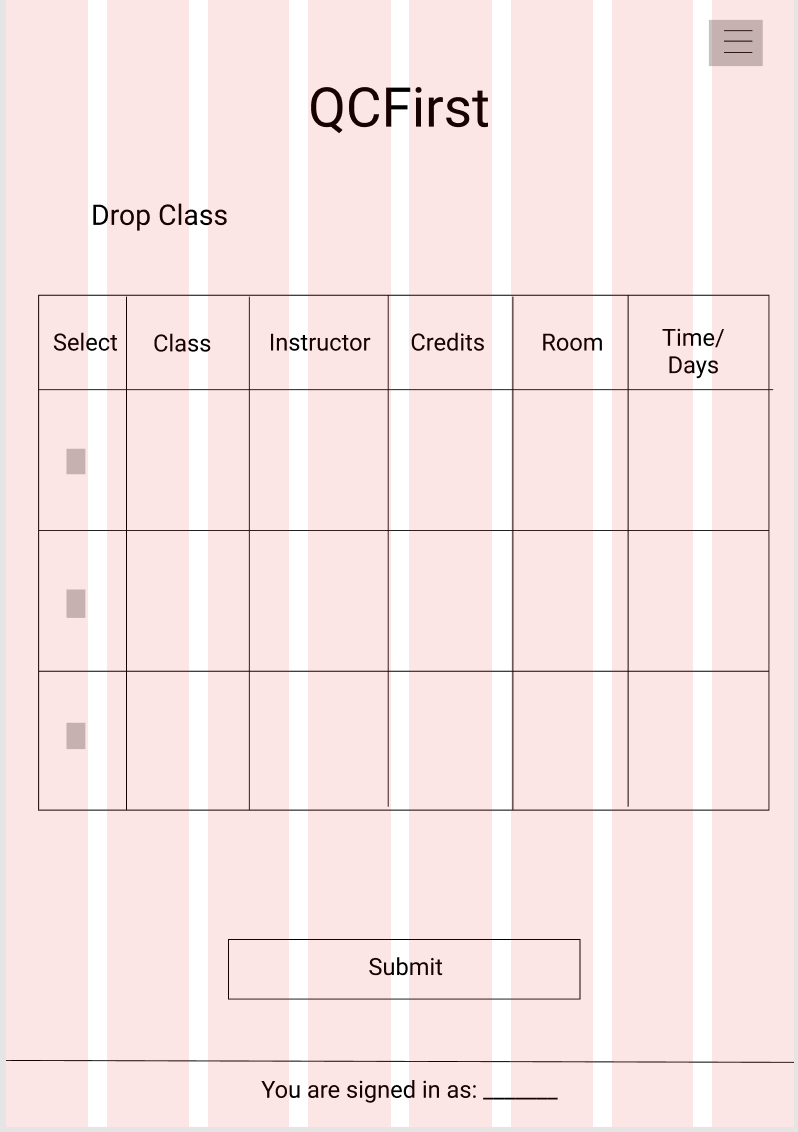 QCFirst
Drop Class
Select Class Instructor Credits Room Time/
Days
Submit
You are signed in as: ______